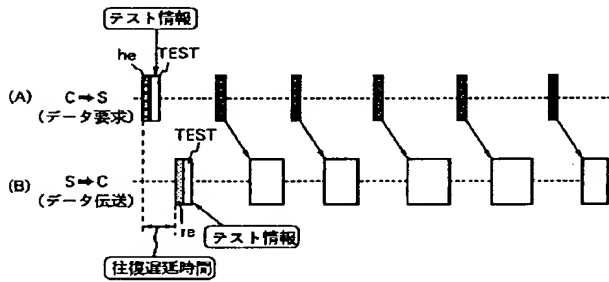 テスト情報
he
TEST
(A)
C→S
(データ要求)
TEST
(B)
S→C
(データ伝送)
re
テスト情報
往復遅延時間